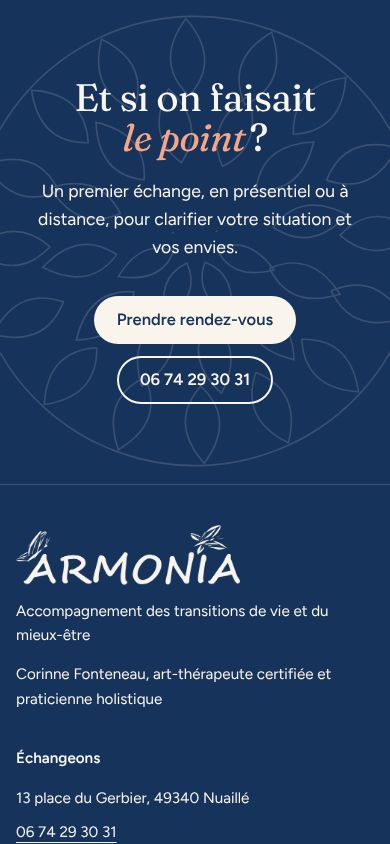 Et si on faisait
le point ?
Un premier échange, en présentiel ou à
distance, pour clarifier votre situation et
vos envies.
Prendre rendez-vous
06 74 29 30 31
ARMONIA
Accompagnement des transitions de vie et du
mieux-être
Corinne Fonteneau, art-thérapeute certifiée et
praticienne holistique
Échangeons
13 place du Gerbier, 49340 Nuaillé
06 74 29 30 31